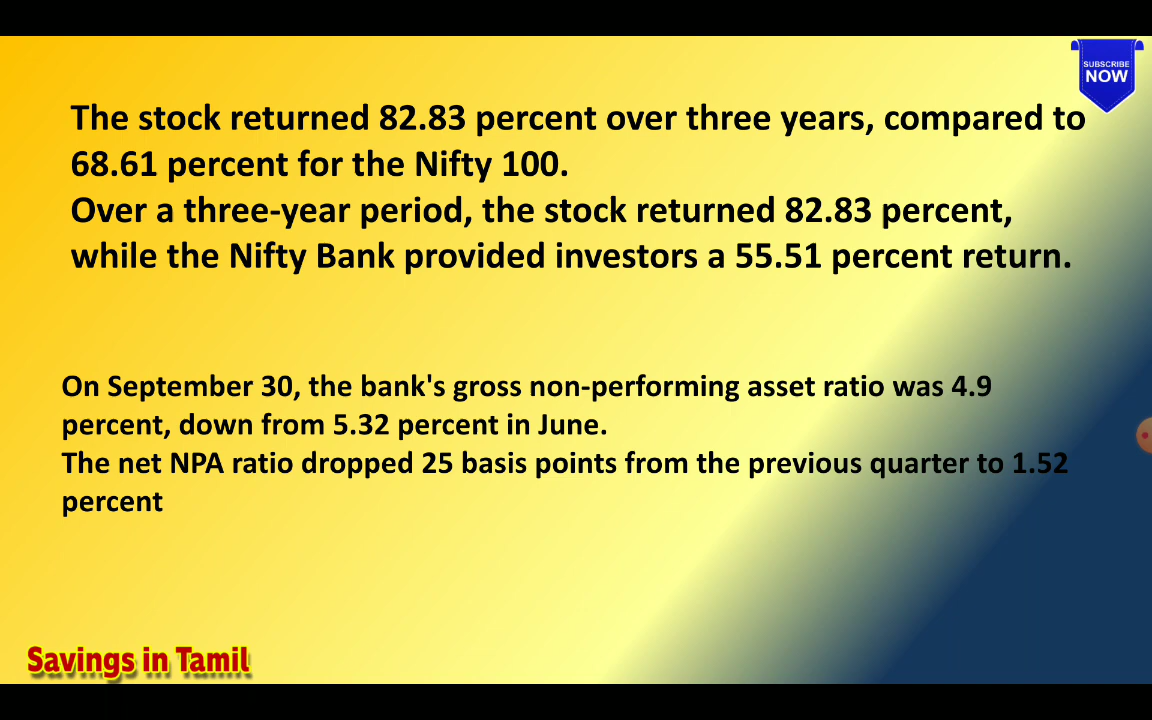 SUBSCRIBE
NOW
The stock returned 82.83 percent over three years, compared to
68.61 percent for the Nifty 100.
Over a three-year period, the stock returned 82.83 percent,
while the Nifty Bank provided investors a 55.51 percent return.
On September 30, the bank's gross non-performing asset ratio was 4.9
percent, down from 5.32 percent in June.
The net NPA ratio dropped 25 basis points from the previous quarter to 1.52
percent
Savings in Tamil